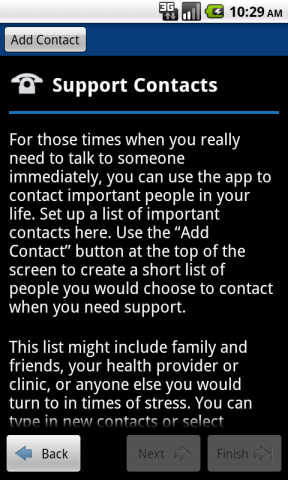 3G
10:29 AM
Add Contact
Support Contacts
For those times when you really
need to talk to someone
immediately, you can use the app to
contact important people in your
life. Set up a list of important
contacts here. Use the “Add
Contact” button at the top of the
screen to create a short list of
people you would choose to contact
when you need support.
This list might include family and
friends, your health provider or
clinic, or anyone else you would
turn to in times of stress. You can
type in new contacts or select
Back
Next
Finish